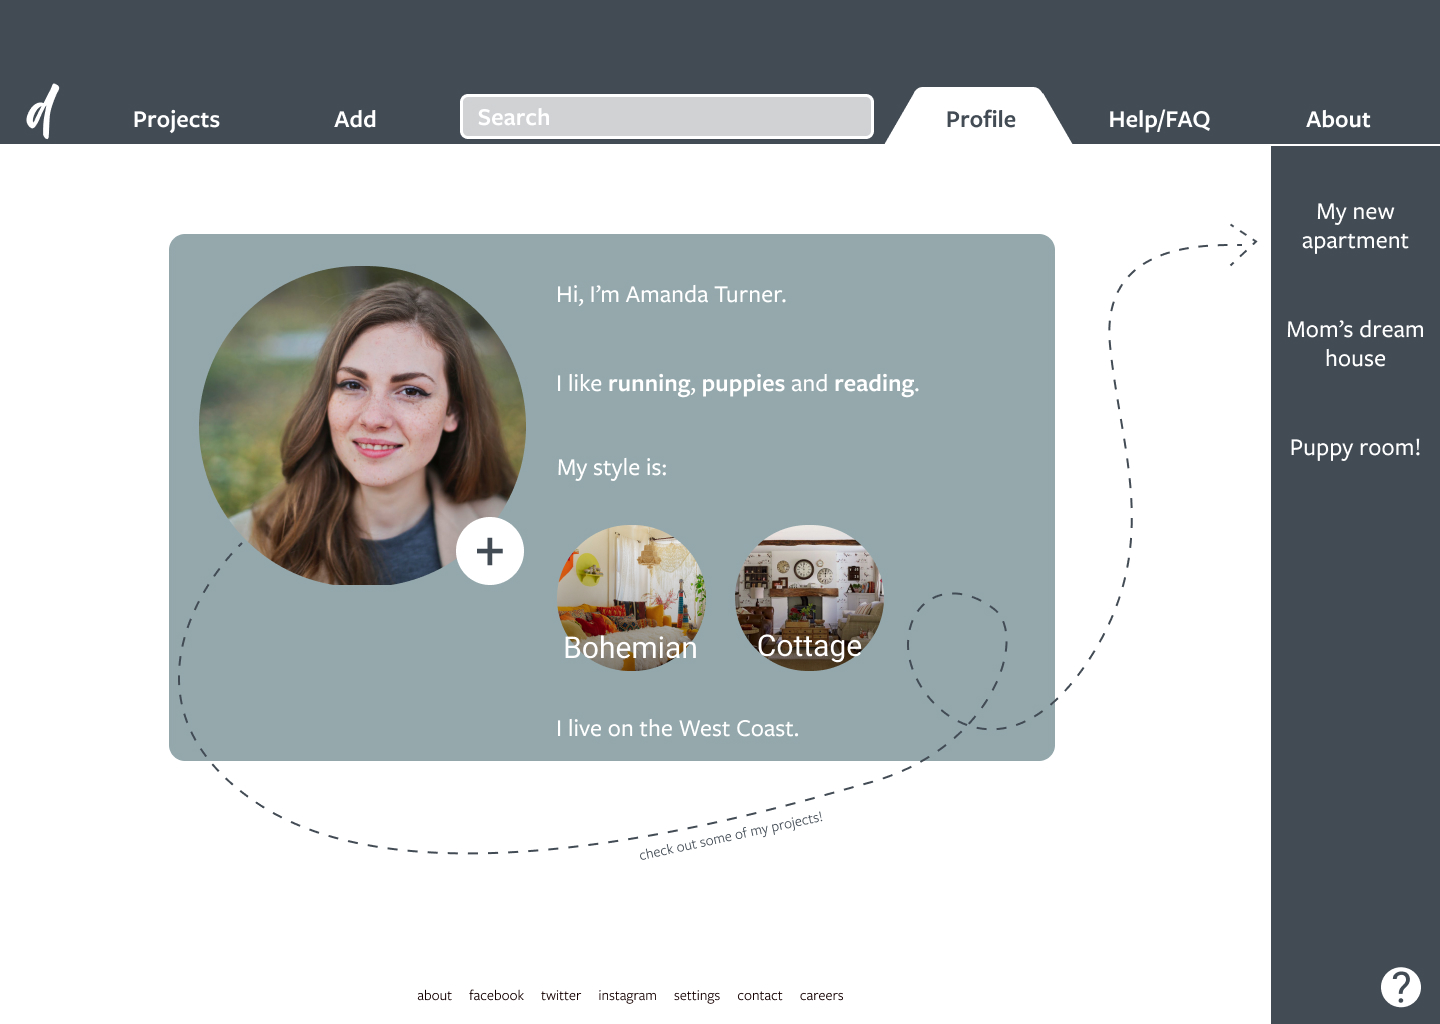 d
Projects
Add
Search
Profile
Help/FAQ
About
My new
apartment
Mom’s dream
house
Puppy room!
Hi, I’m Amanda Turner.
I like running, puppies and reading.
My style is:
Bohemian
Cottage
I live on the West Coast.
check out some of my projects!
about facebook twitter instagram settings contact careers
?